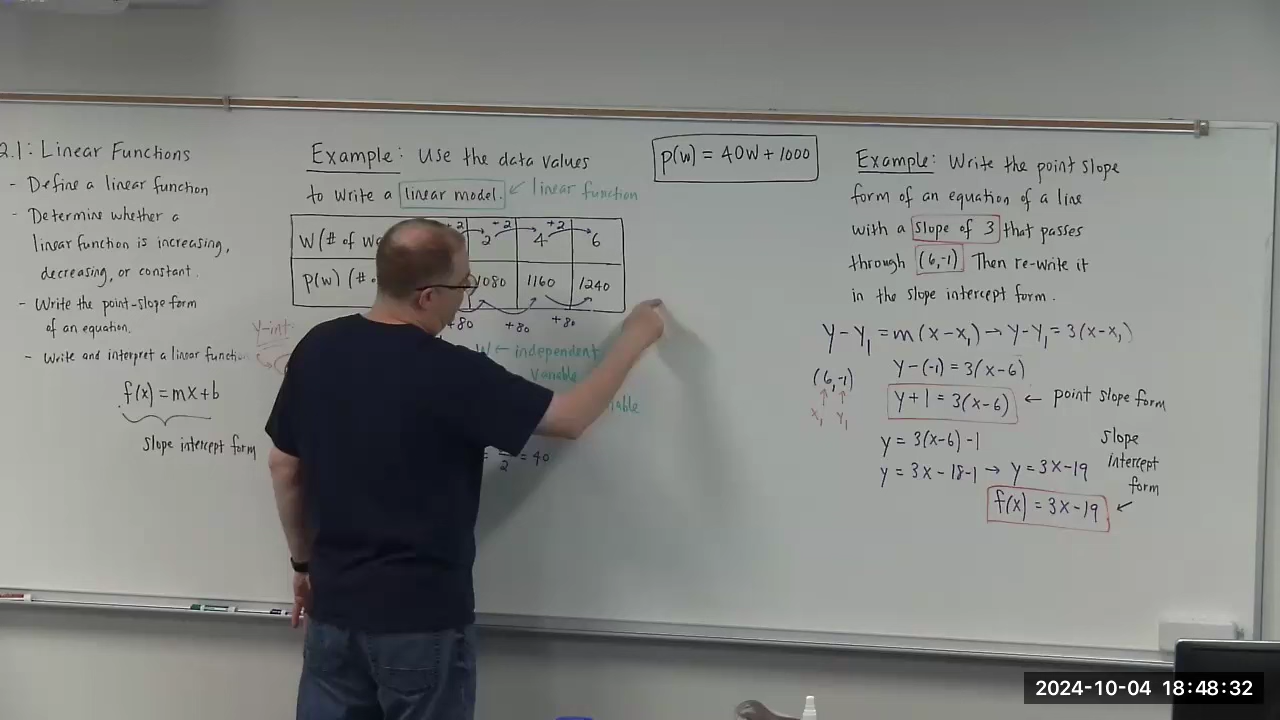 2.1: Linear Functions
- Define a linear function
- Determine whether a
linear function is increasing,
decreasing, or constant.
- Write the point-slope form
of an equation.
- Write and interpret a linear function
f(x) = mx+b
slope intercept form
Example: Use the data values
to write a linear model. ← linear function
+2 +2 +2
W (# of 2 4 6
p(w) (# 1080 1160 1240
+80 +80 +80
y-int:
W ← independent
variable
= 2 = 40
p(w) = 40w + 1000
Example: Write the point slope
form of an equation of a line
with a slope of 3 that passes
through (6,-1) Then re-write it
in the slope intercept form.
y-y₁ = m(x-x₁) → y-y₁ = 3(x-x₁)
y-(-1) = 3(x-6)
(6,-1)
x₁ y₁
y+1 = 3(x-6) ← point slope form
y = 3(x-6) -1
y = 3x-18-1 → y = 3x-19
slope
intercept
form
f(x) = 3x-19
2024-10-04 18:48:32